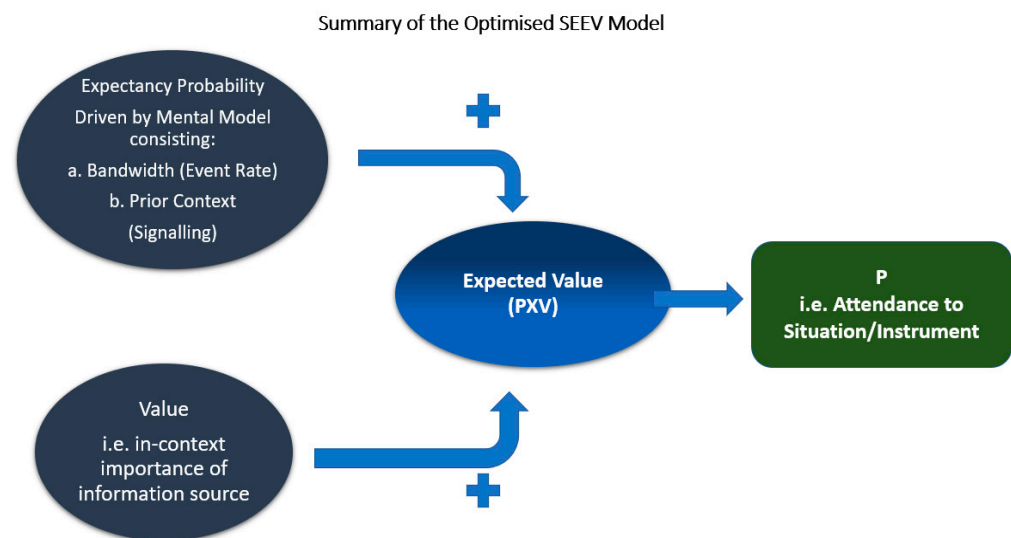 Summary of the Optimised SEEV Model
Expectancy Probability
Driven by Mental Model
consisting:
a. Bandwidth (Event Rate)
b. Prior Context
(Signalling)
Expected Value
(PXV)
P
i.e. Attendance to
Situation/Instrument
Value
i.e. in-context
importance of
information source